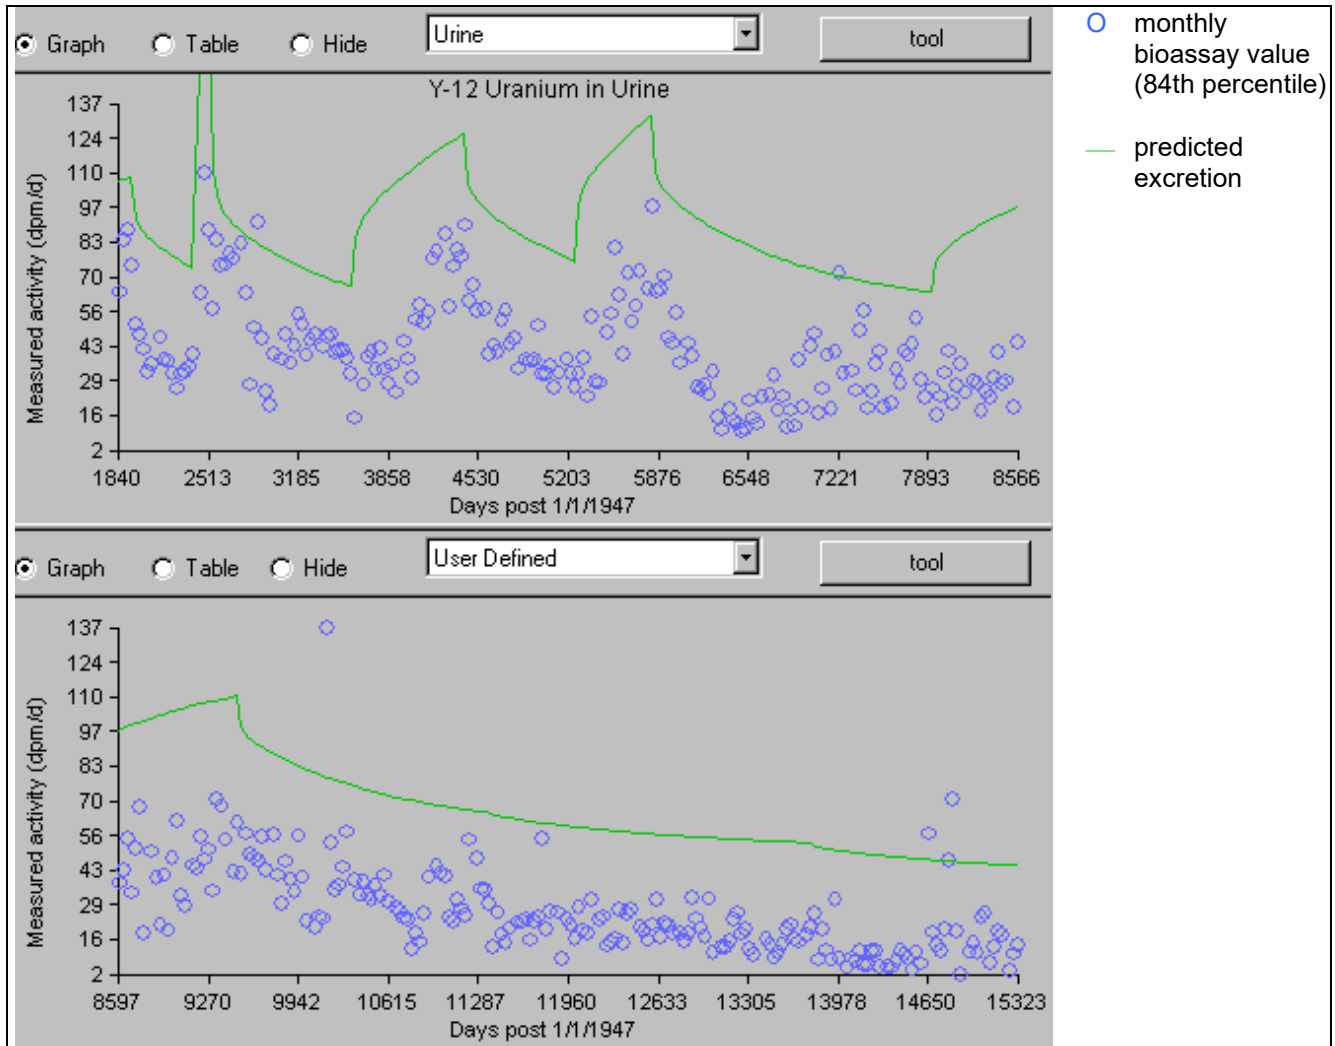 Graph Table Hide Urine tool
Y-12 Uranium in Urine
Measured activity (dpm/d)
137
124
110
97
83
70
56
43
29
16
2
1840 2513 3185 3858 4530 5203 5876 6548 7221 7893 8566
Days post 1/1/1947
Graph Table Hide User Defined tool
Measured activity (dpm/d)
137
124
110
97
83
70
56
43
29
16
2
8597 9270 9942 10615 11287 11960 12633 13305 13978 14650 15323
Days post 1/1/1947
monthly
bioassay value
(84th percentile)
predicted
excretion